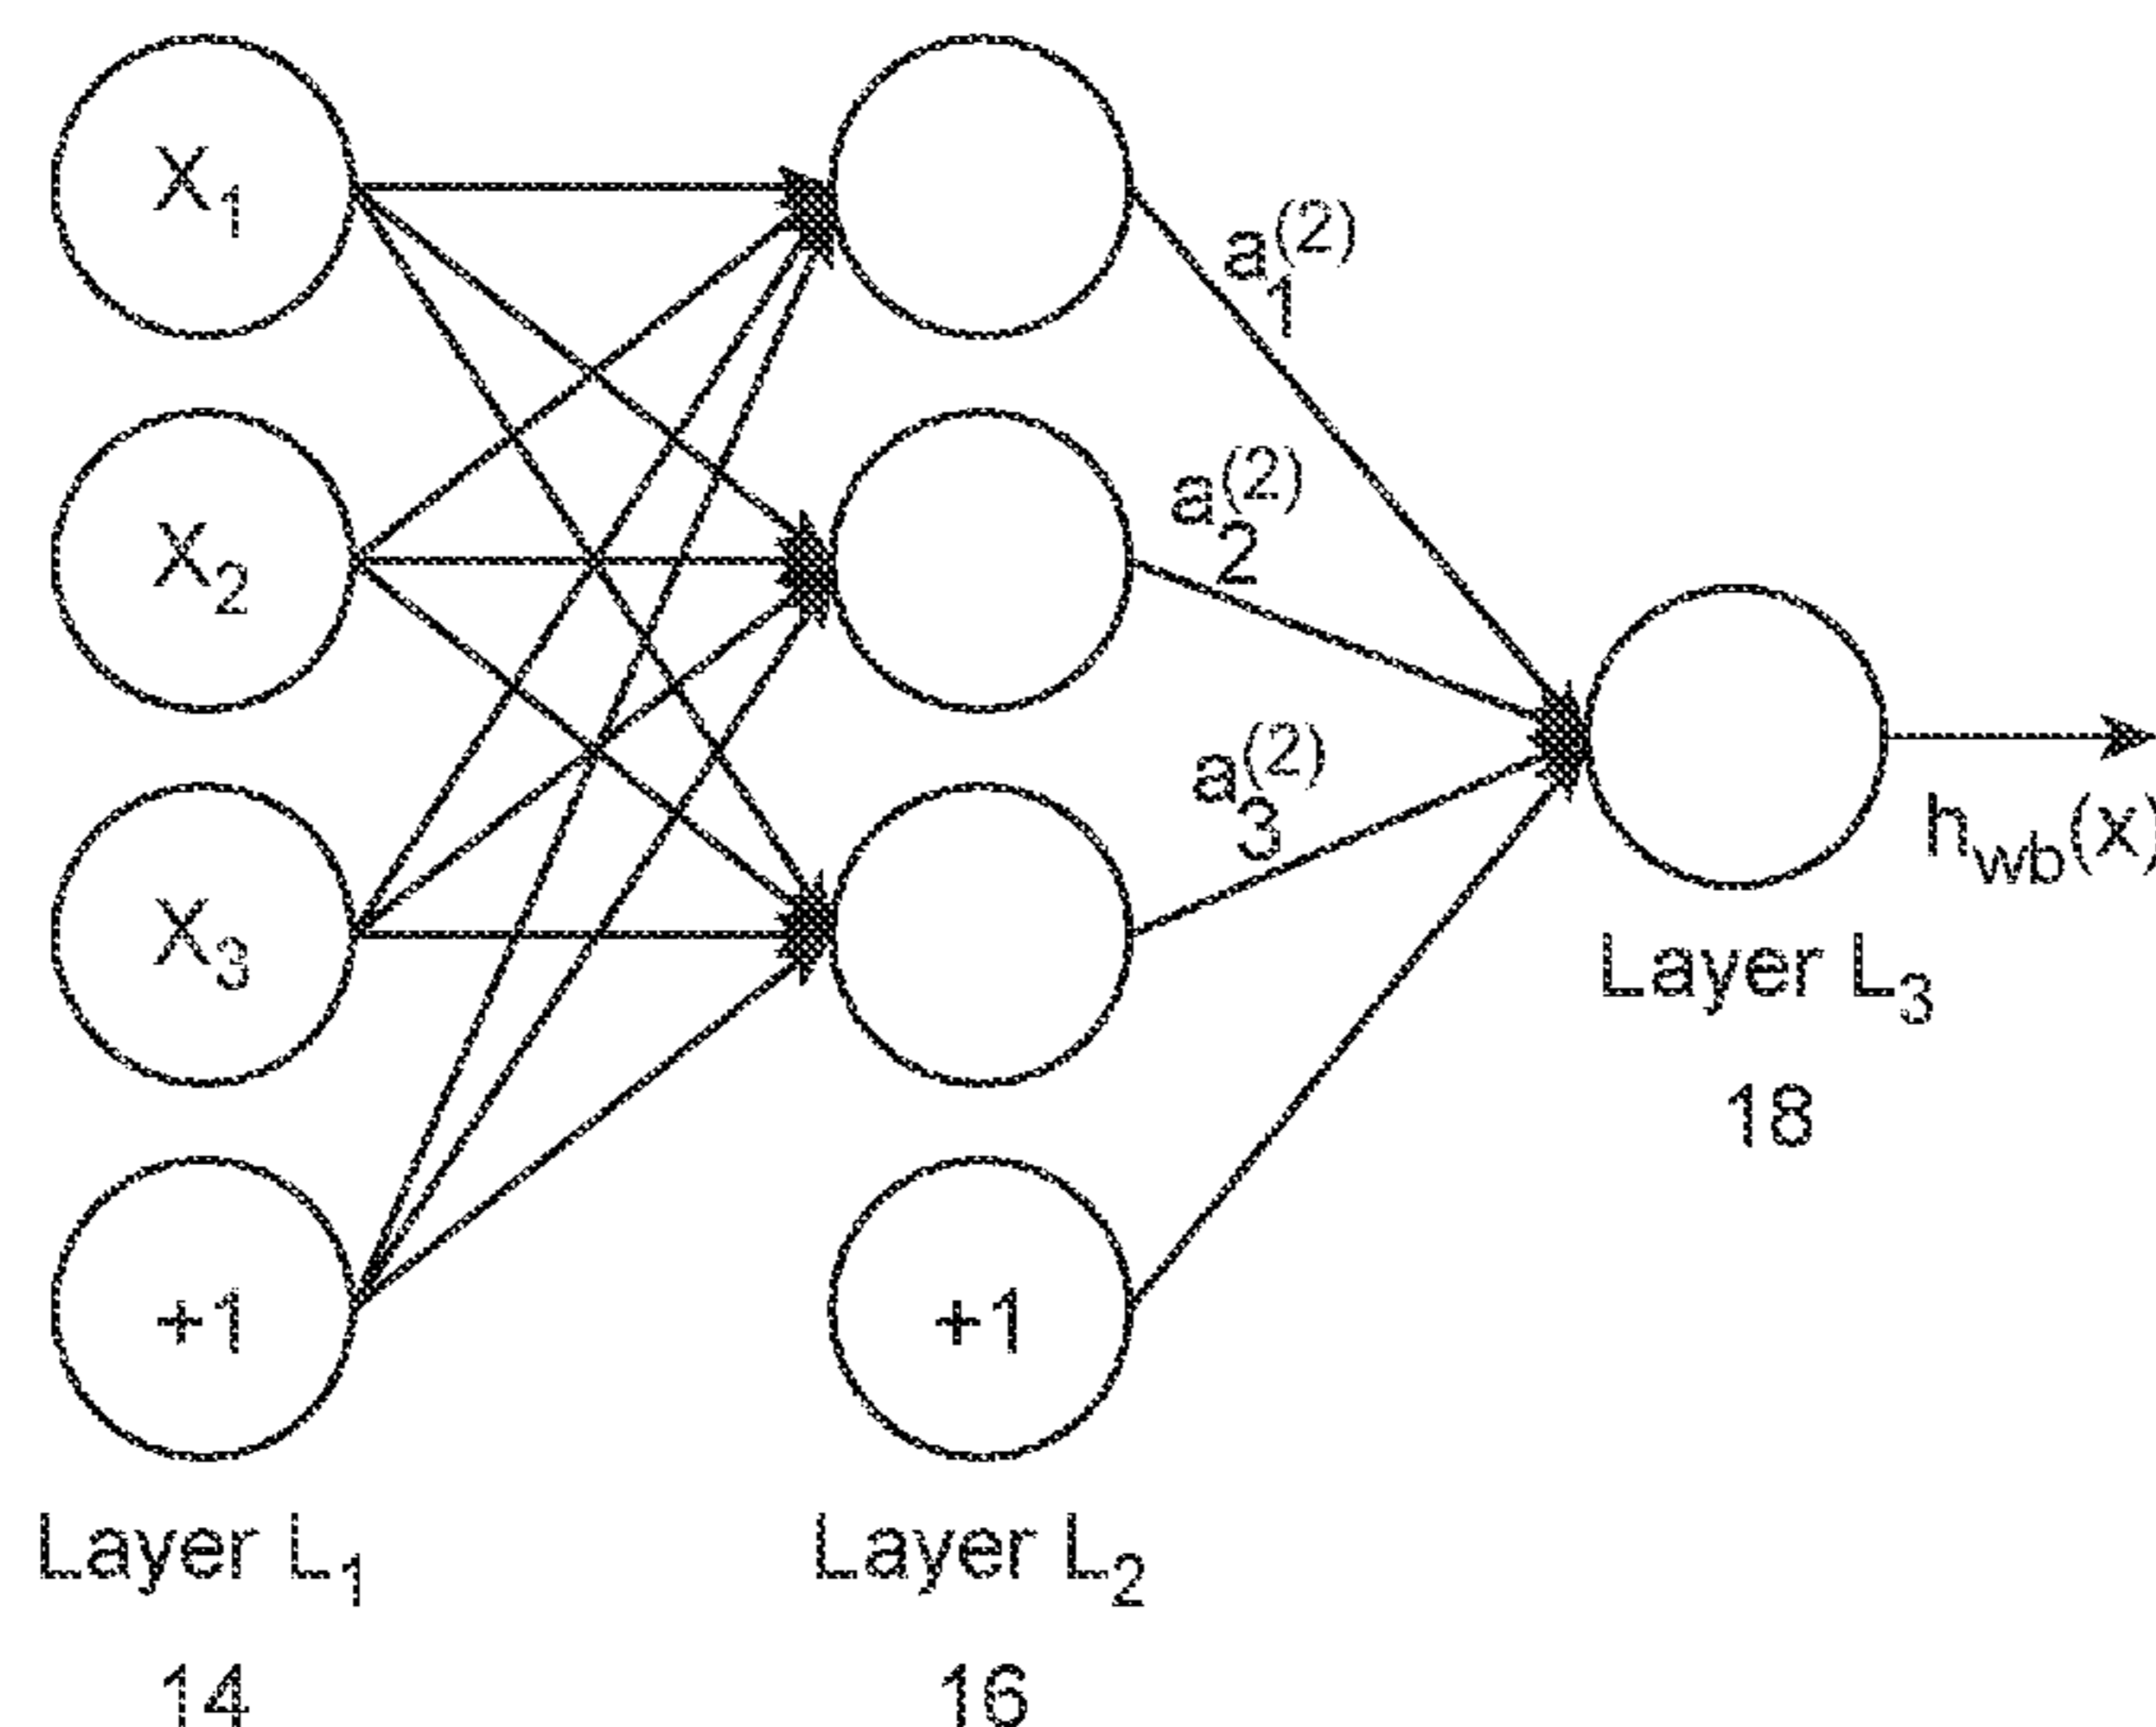 X₁
X₂
X₃
+1
Layer L₁
14
+1
Layer L₂
16
a₁⁽²⁾
a₂⁽²⁾
a₃⁽²⁾
Layer L₃
18
h_wb(x)